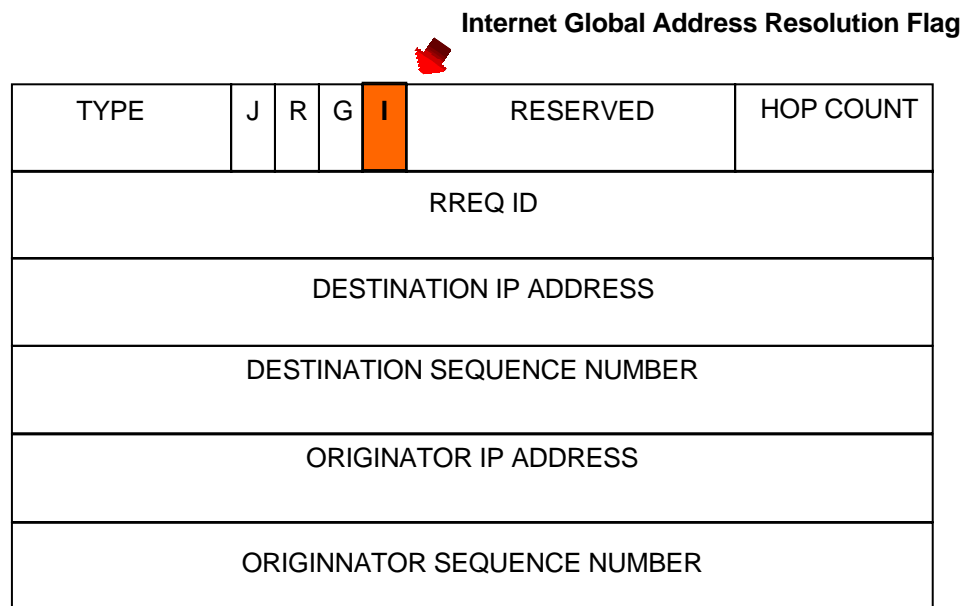 Internet Global Address Resolution Flag
TYPE J R G I RESERVED HOP COUNT
RREQ ID
DESTINATION IP ADDRESS
DESTINATION SEQUENCE NUMBER
ORIGINATOR IP ADDRESS
ORIGINNATOR SEQUENCE NUMBER